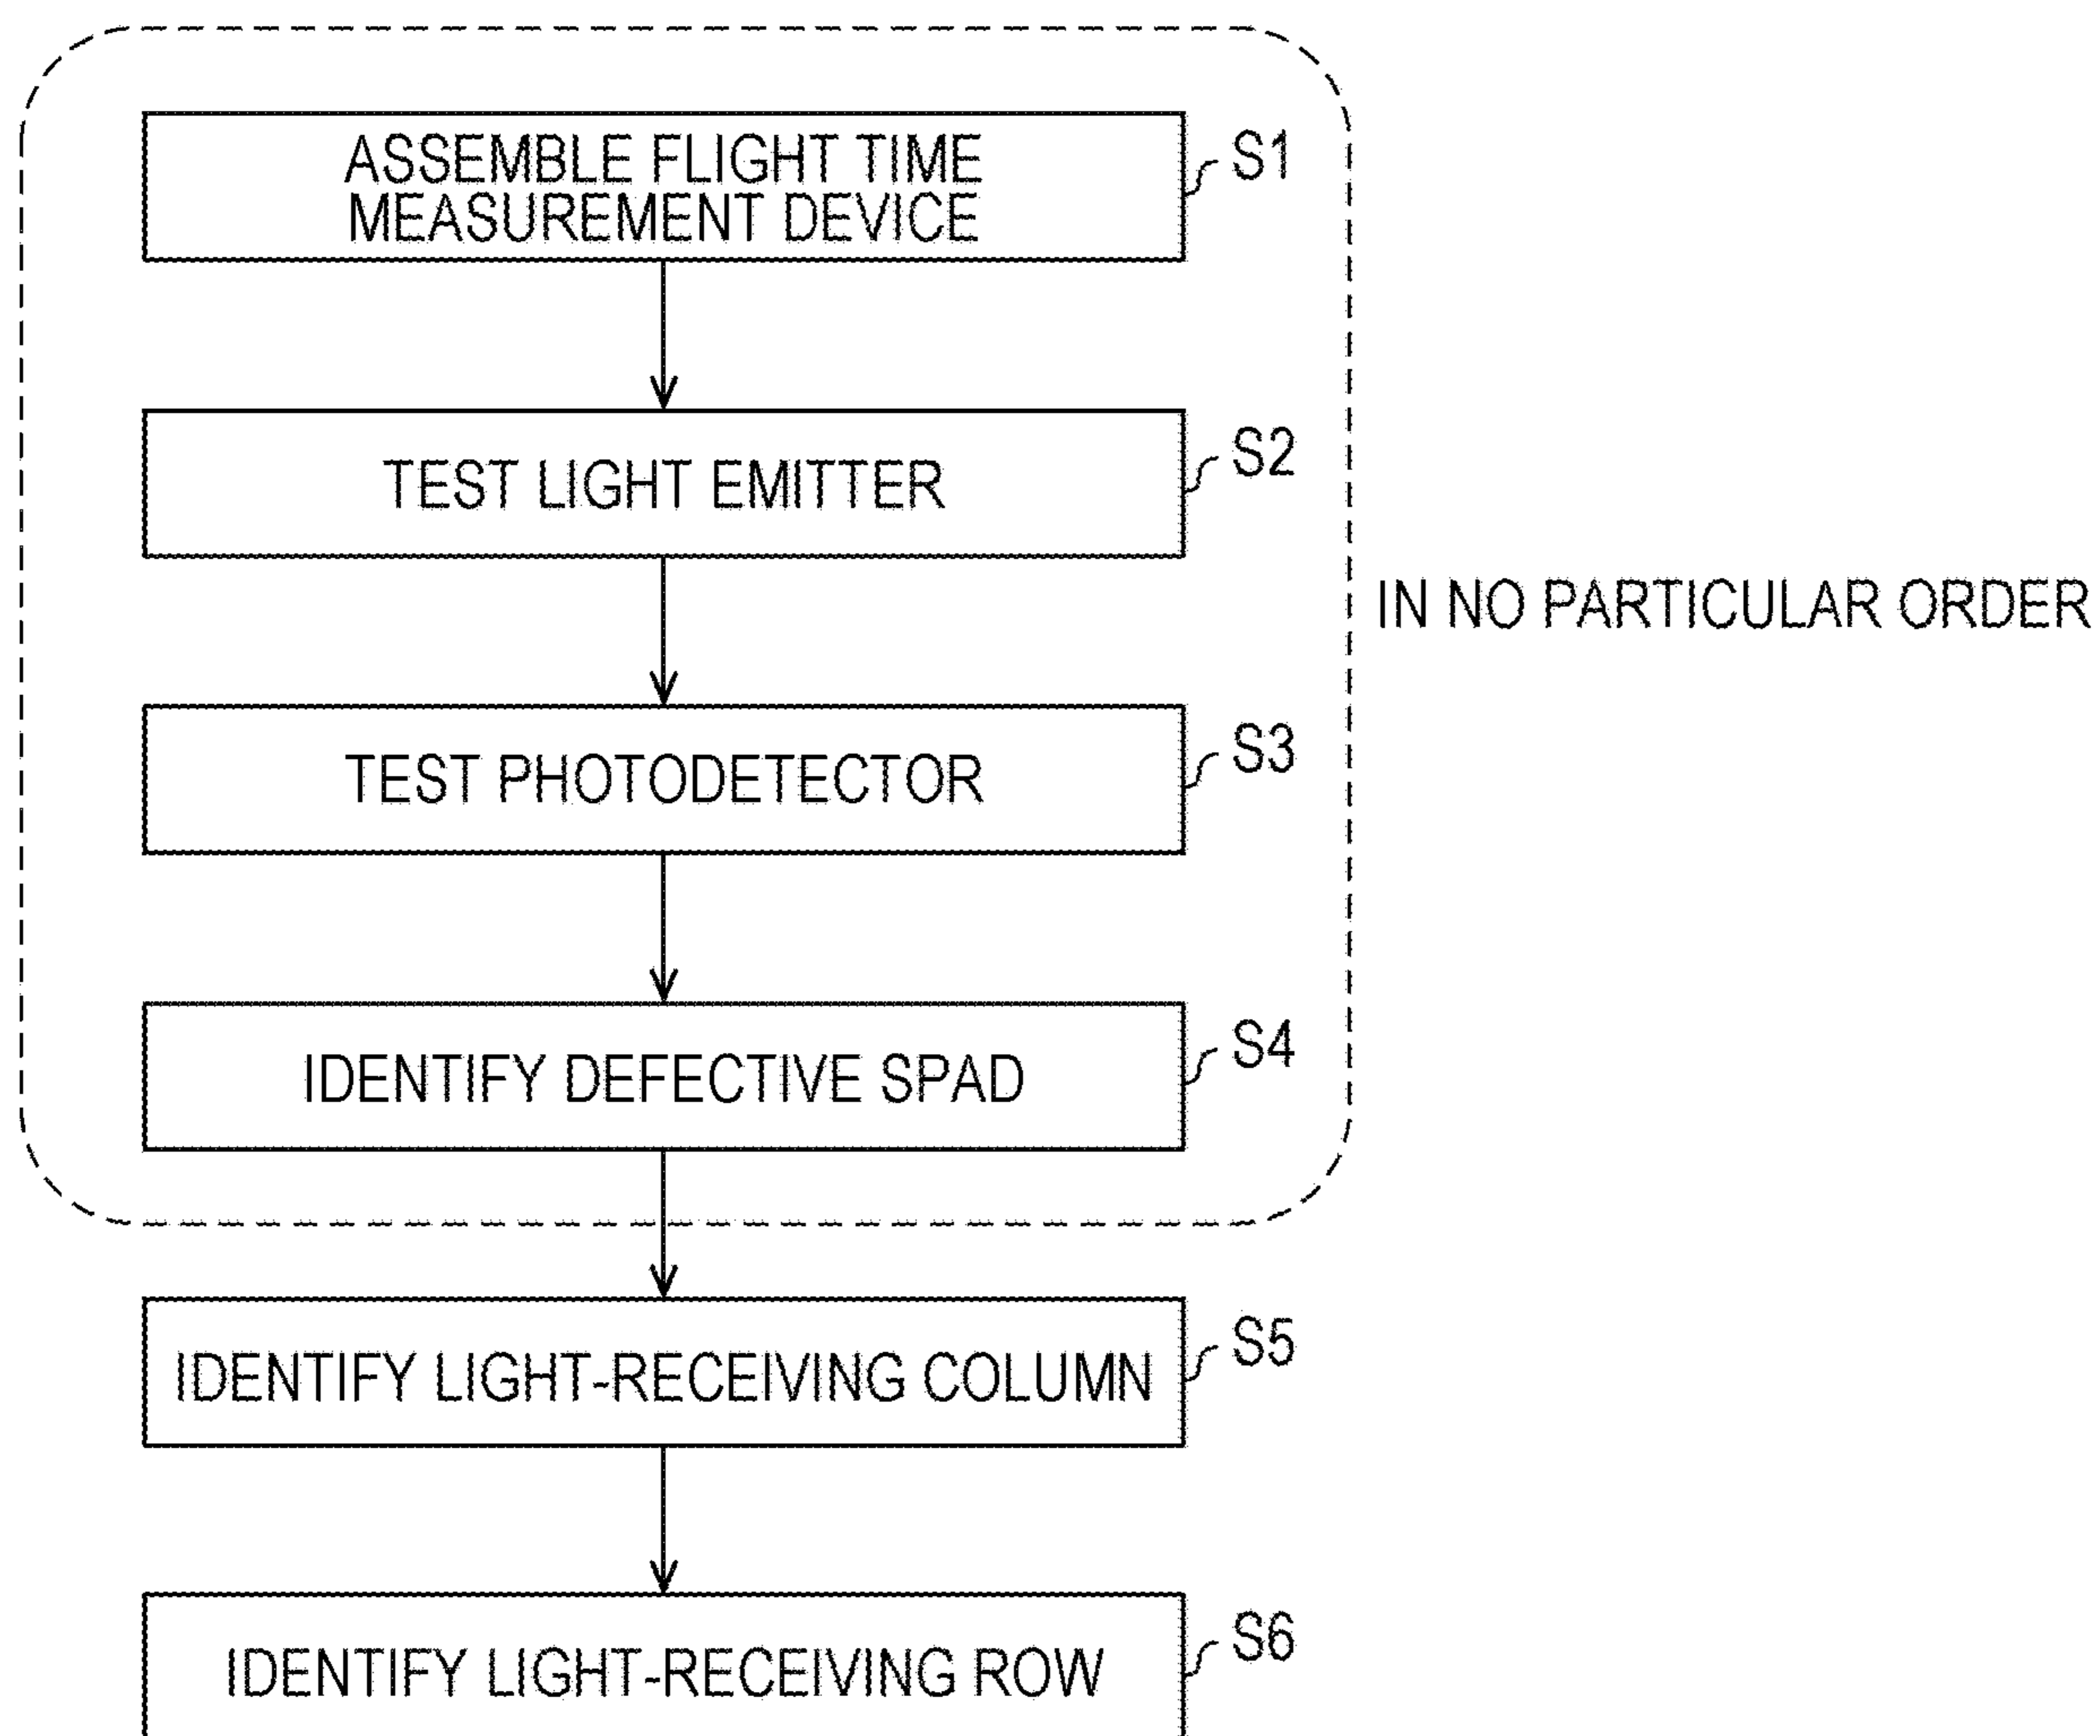 ASSEMBLE FLIGHT TIME
MEASUREMENT DEVICE
S1
TEST LIGHT EMITTER
S2
IN NO PARTICULAR ORDER
TEST PHOTODETECTOR
S3
IDENTIFY DEFECTIVE SPAD
S4
IDENTIFY LIGHT-RECEIVING COLUMN
S5
IDENTIFY LIGHT-RECEIVING ROW
S6